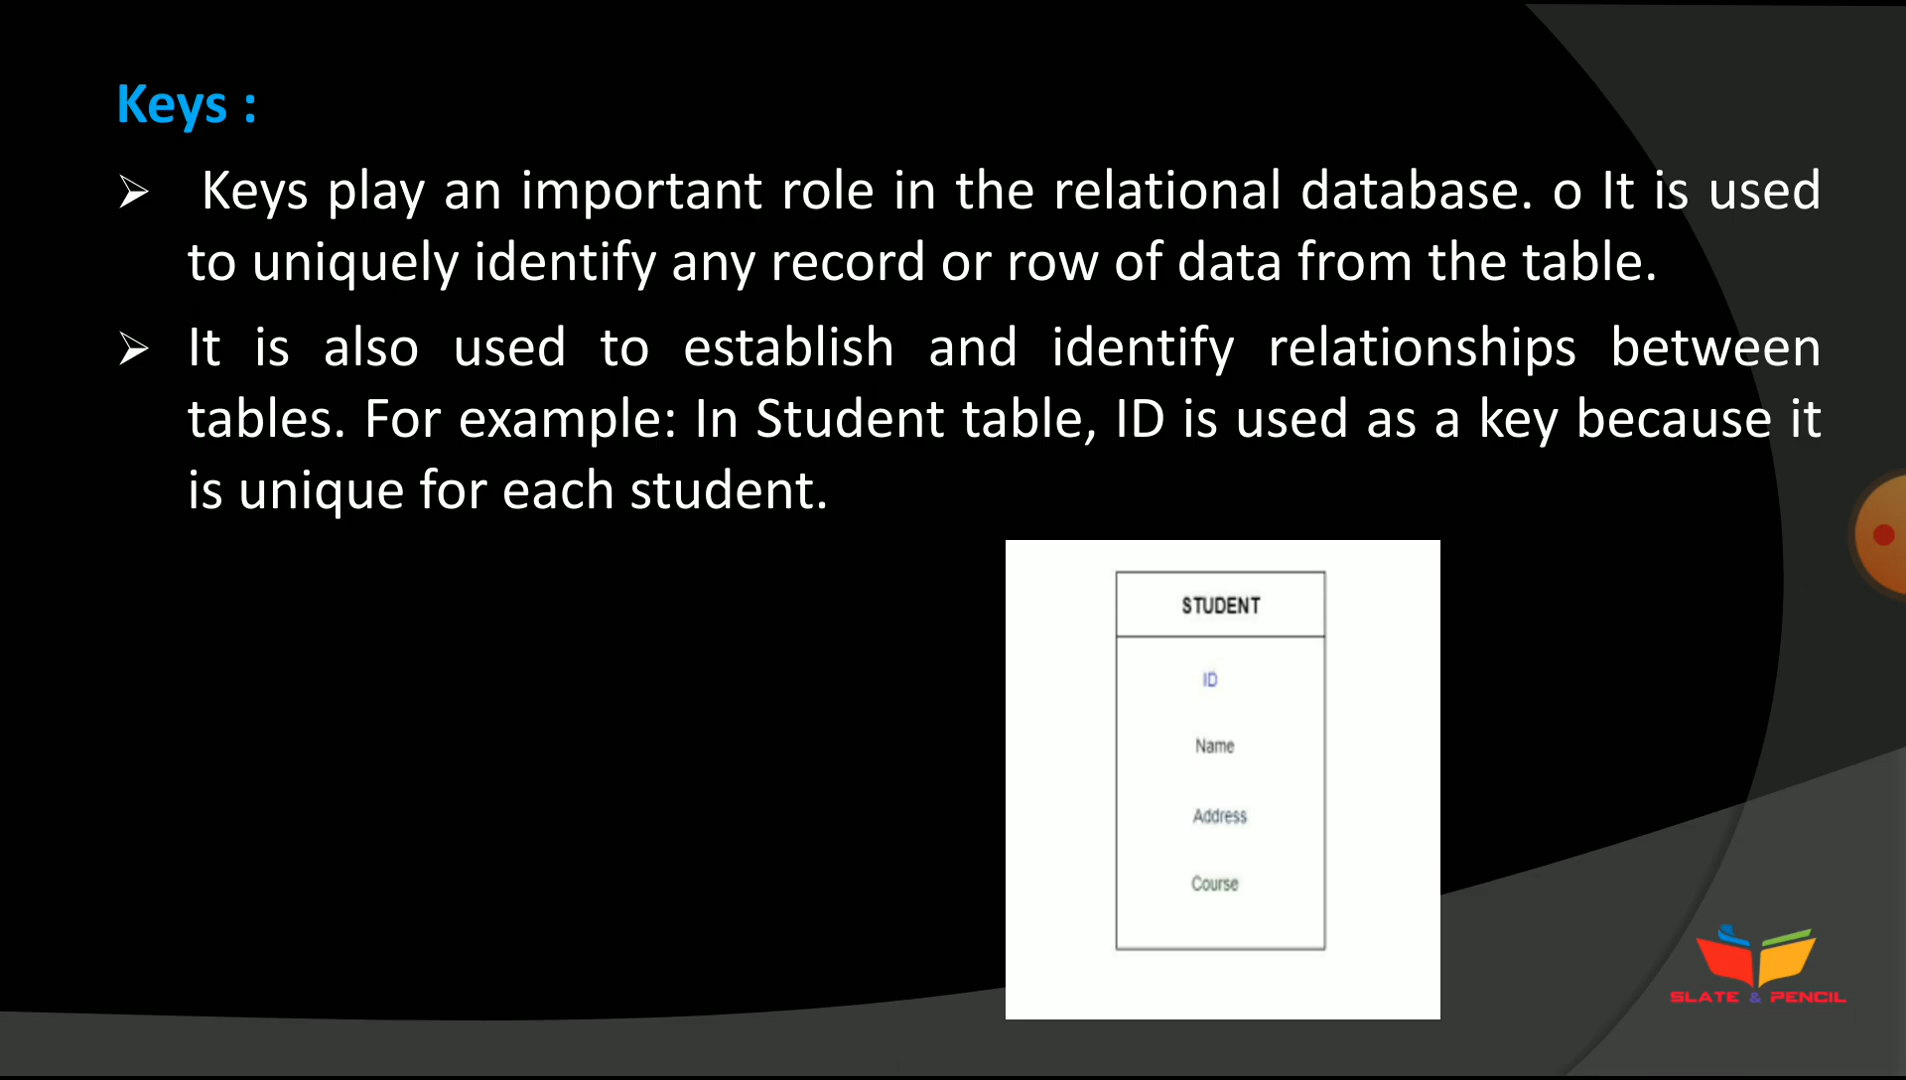 Keys :
➢ Keys play an important role in the relational database. o It is used
to uniquely identify any record or row of data from the table.
➢ It is also used to establish and identify relationships between
tables. For example: In Student table, ID is used as a key because it
is unique for each student.
STUDENT
ID
Name
Address
Course
SLATE & PENCIL